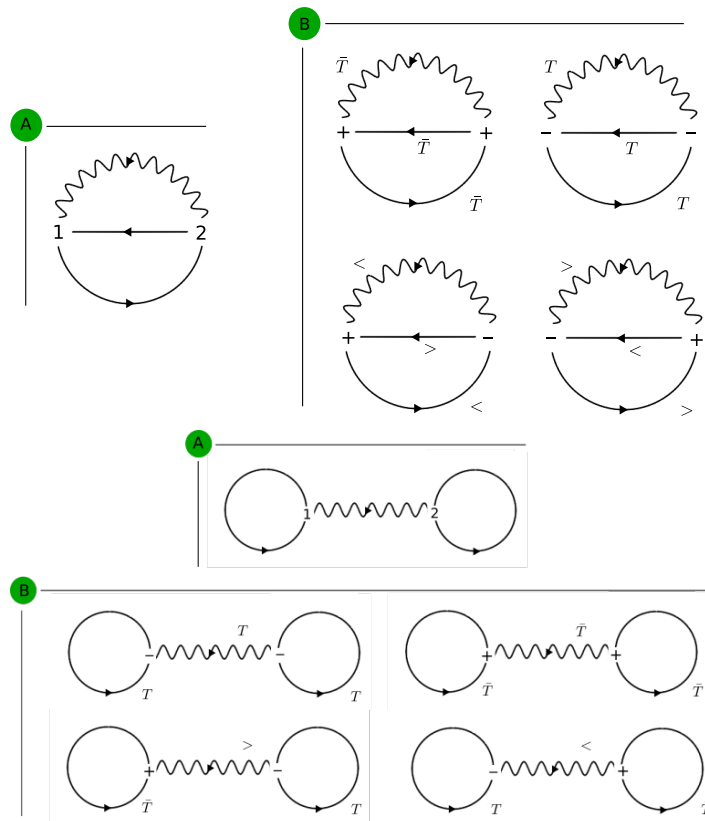 B
T̄ T
A
+ + − −
T̄ T
T̄ T
1 2
< >
+ − − +
> <
< >
A
1 2
B
T T̄
− − + +
T T T̄ T̄
> <
+ − − +
T̄ T T T